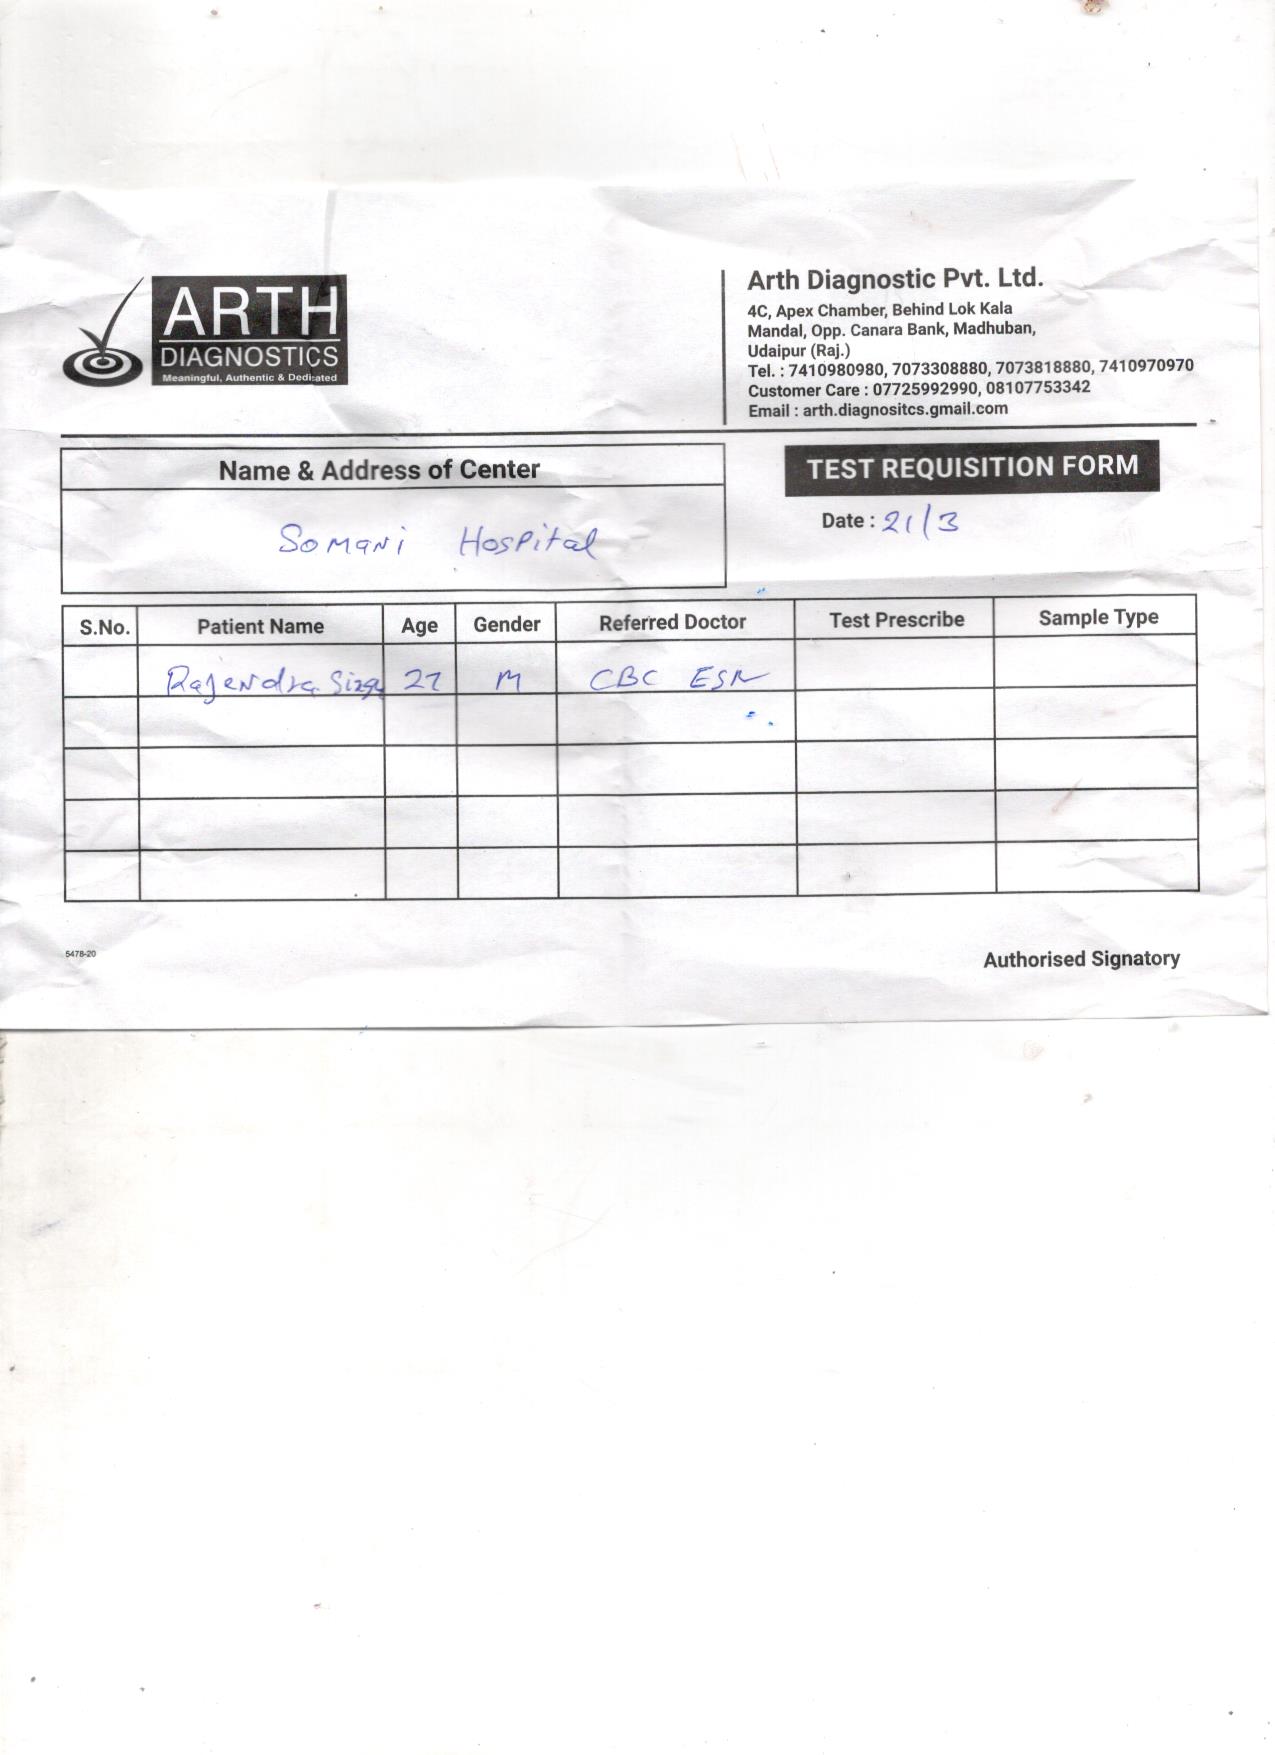 ARTH
DIAGNOSTICS
Meaningful, Authentic & Dedicated
Arth Diagnostic Pvt. Ltd.
4C, Apex Chamber, Behind Lok Kala
Mandal, Opp. Canara Bank, Madhuban,
Udaipur (Raj.)
Tel. : 7410980980, 7073308880, 7073818880, 7410970970
Customer Care : 07725992990, 08107753342
Email : arth.diagnositcs.gmail.com
Name & Address of Center
TEST REQUISITION FORM
Somani Hospital
Date : 21/3
S.No. Patient Name Age Gender Referred Doctor Test Prescribe Sample Type
Rajendra 27 M CBC ESR
5478-20
Authorised Signatory